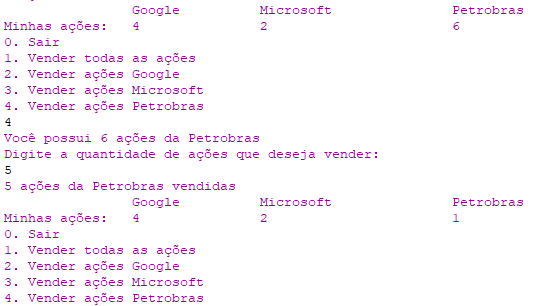 Google Microsoft Petrobras
Minhas ações: 4 2 6
0. Sair
1. Vender todas as ações
2. Vender ações Google
3. Vender ações Microsoft
4. Vender ações Petrobras
4
Você possui 6 ações da Petrobras
Digite a quantidade de ações que deseja vender:
5
5 ações da Petrobras vendidas
Google Microsoft Petrobras
Minhas ações: 4 2 1
0. Sair
1. Vender todas as ações
2. Vender ações Google
3. Vender ações Microsoft
4. Vender ações Petrobras